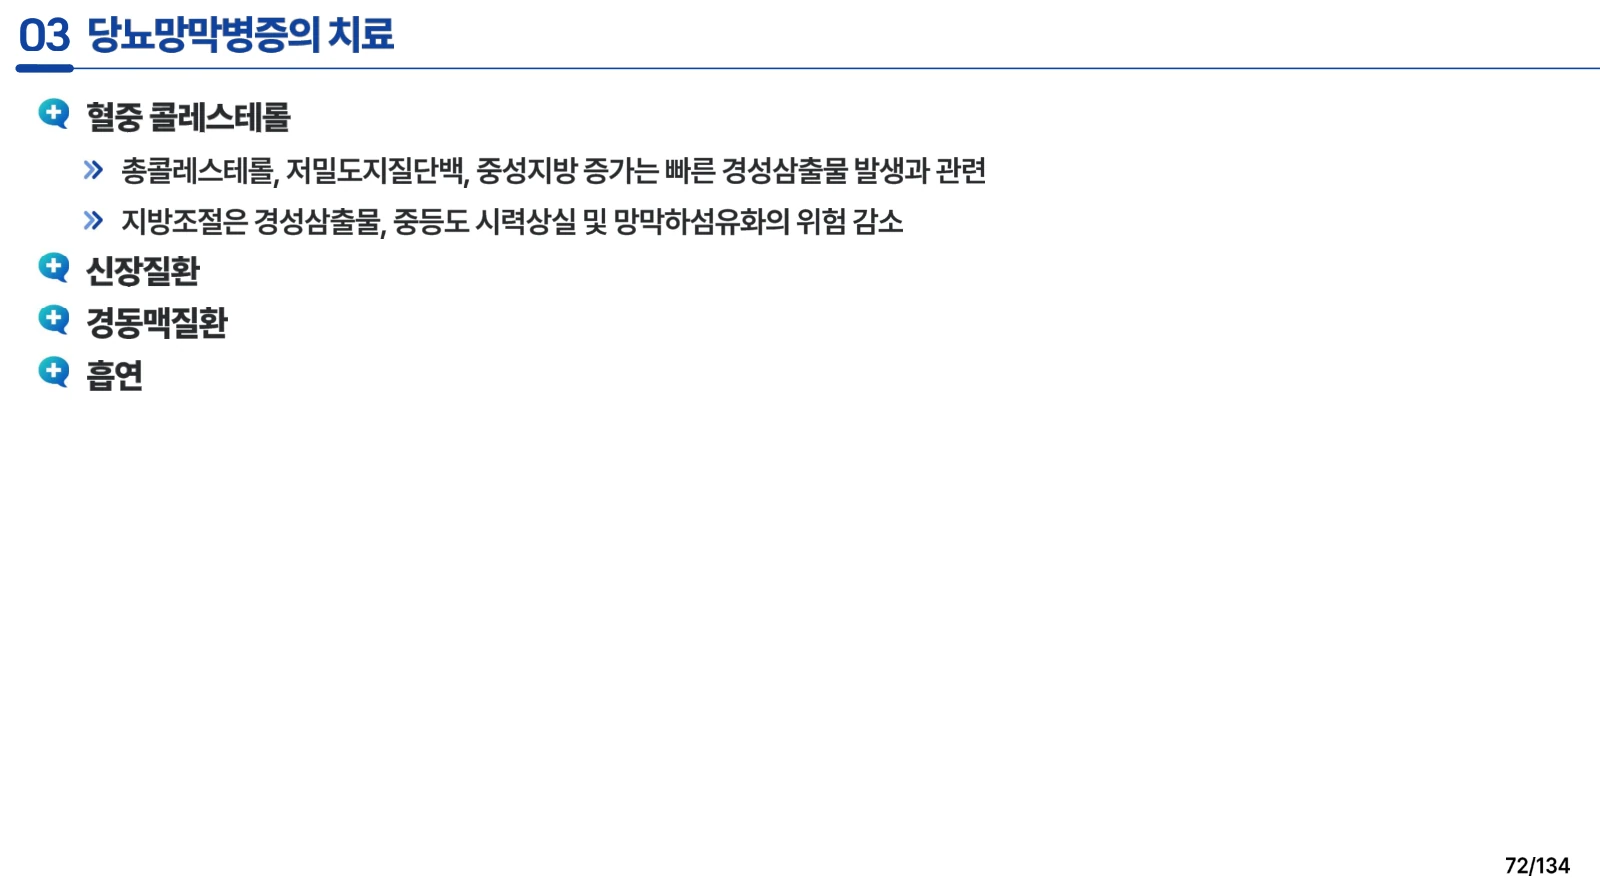 03 당뇨망막병증의 치료
혈중 콜레스테롤
총콜레스테롤, 저밀도지질단백, 중성지방 증가는 빠른 경성삼출물 발생과 관련
지방조절은 경성삼출물, 중등도 시력상실 및 망막하섬유화의 위험 감소
신장질환
경동맥질환
흡연
72/134